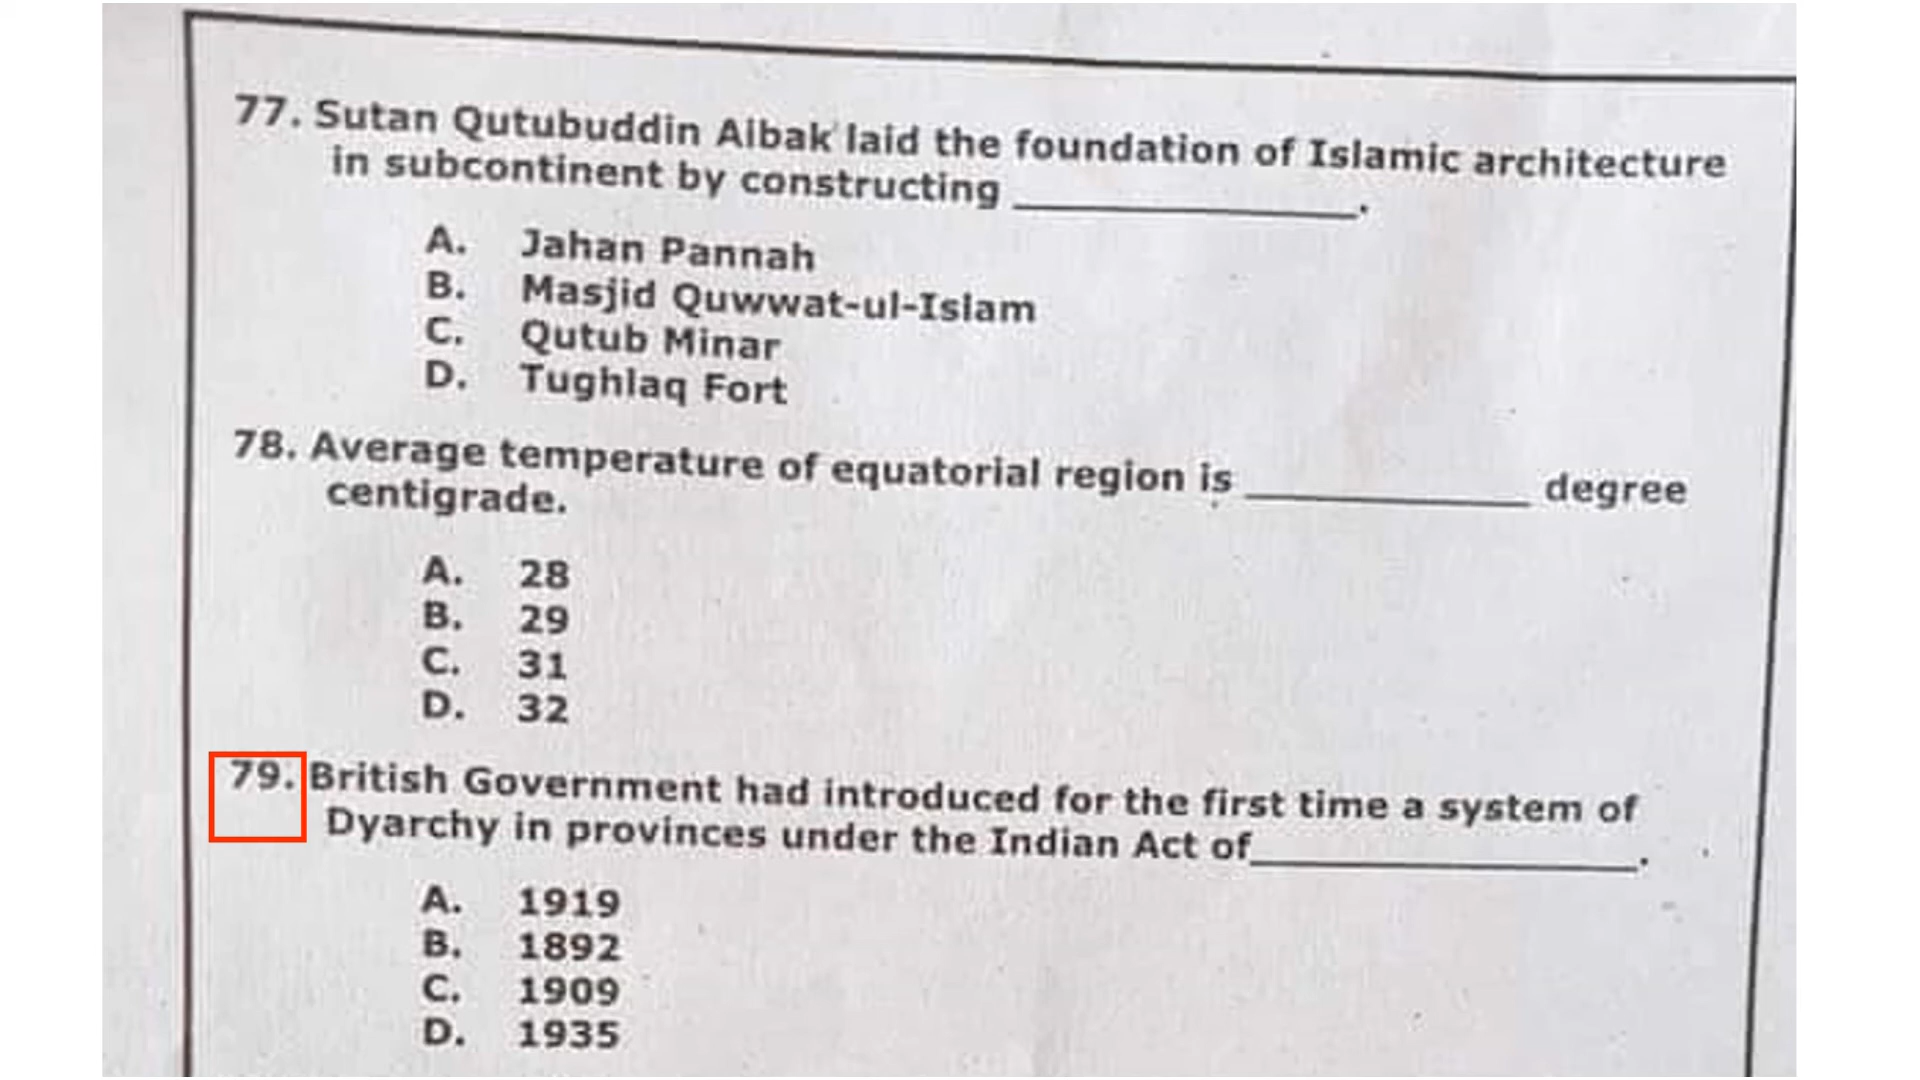 77. Sutan Qutubuddin Aibak laid the foundation of Islamic architecture
in subcontinent by constructing ______________.
A. Jahan Pannah
B. Masjid Quwwat-ul-Islam
C. Qutub Minar
D. Tughlaq Fort
78. Average temperature of equatorial region is ____________ degree
centigrade.
A. 28
B. 29
C. 31
D. 32
79. British Government had introduced for the first time a system of
Dyarchy in provinces under the Indian Act of________________.
A. 1919
B. 1892
C. 1909
D. 1935